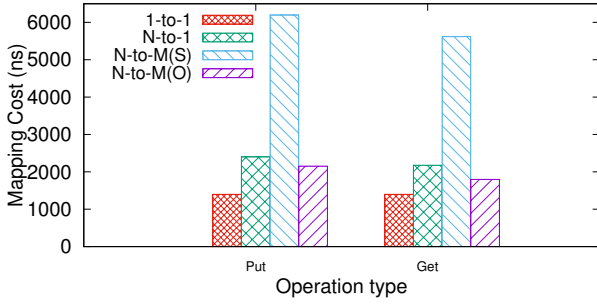 Mapping Cost (ns)
6000
5000
4000
3000
2000
1000
0
1-to-1
N-to-1
N-to-M(S)
N-to-M(O)
Put
Get
Operation type